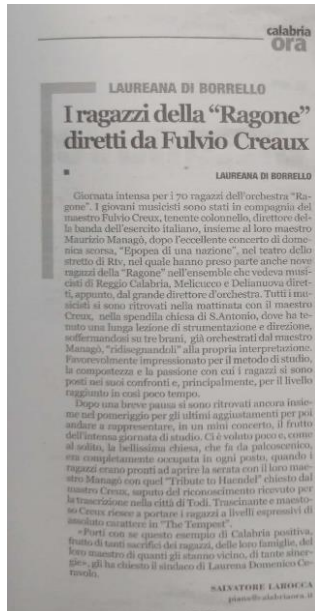 calabria
ora
LAUREANA DI BORRELLO
I ragazzi della “Ragone”
diretti da Fulvio Creaux
LAUREANA DI BORRELLO
Giornata intensa per i 70 ragazzi dell'orchestra “Ra-
gone”. I giovani musicisti sono stati in compagnia del
maestro Fulvio Creux, tenente colonnello, direttore del-
la banda dell'esercito italiano, insieme al loro maestro
Maurizio Managò, dopo l'eccellente concerto di dome-
nica scorsa, “Epopea di una nazione”, nel teatro dello
stretto di Rtv, nel quale hanno preso parte anche nove
ragazzi della “Ragone” nell'ensemble che vedeva musi-
ci di Reggio Calabria, Melicucco e Delianuova diret-
ti, appunto, dal grande direttore d'orchestra. Tutti i mu-
sicisti si sono ritrovati nella mattinata con il maestro
Creux, nella spendila chiesa di S.Antonio, dove ha te-
nuto una lunga lezione di strumentazione e direzione,
soffermandosi su tre brani, già orchestrati dal maestro
Managò, “ridisegnandoli” alla propria interpretazione.
Favorevolmente impressionato per il metodo di studio,
la compostezza e la passione con cui i ragazzi si sono
posti nei suoi confronti e, principalmente, per il livello
raggiunto in così poco tempo.
Dopo una breve pausa si sono ritrovati ancora insie-
me nel pomeriggio per gli ultimi aggiustamenti per poi
andare a rappresentare, in un mini concerto, il frutto
dell'intensa giornata di studio. Ci è voluto poco e, come
al solito, la bellissima chiesa, che fa da palcoscenico,
era completamente occupata in ogni posto, quando i
ragazzi erano pronti ad aprire la serata con il loro mae-
stro Managò con quel “Tribute to Haendel” chiesto dal
mastro Creux, saputo del riconoscimento ricevuto per
la trascrizione nella città di Todi. Trascinante e maest-
so Creux riesce a portare i ragazzi a livelli espressivi di
assoluto carattere in “The Tempest”.
«Porti con se questo esempio di Calabria positiva,
frutto di tanti sacrifici dei ragazzi, delle loro famiglie, del
loro maestro di quanti gli stanno vicino, di tante siner-
gie», gli ha chiesto il sindaco di Laurena Domenico Ce-
ravolo.
SALVATORE LAROCCA
piana@calabriaora.it